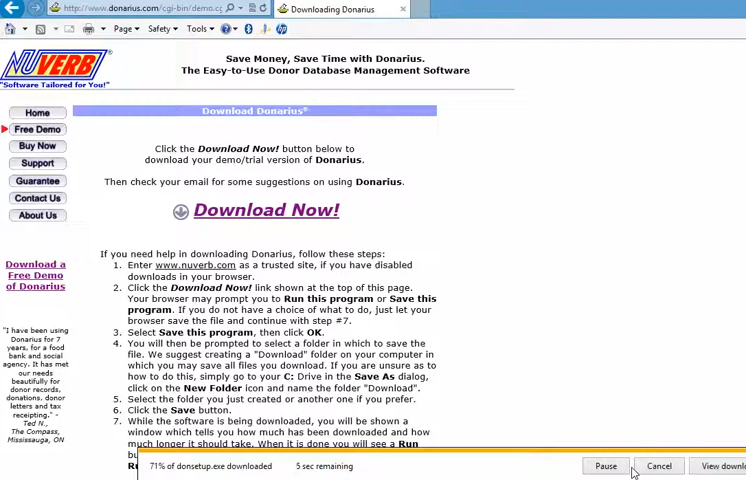 http://www.donarius.com/cgi-bin/demo.cg
Downloading Donarius
Page
Safety
Tools
NUVERB®
"Software Tailored for You!"
Save Money, Save Time with Donarius.
The Easy-to-Use Donor Database Management Software
Home
Free Demo
Buy Now
Support
Guarantee
Contact Us
About Us
Download Donarius®
Click the Download Now! button below to
download your demo/trial version of Donarius.
Then check your email for some suggestions on using Donarius.
Download Now!
Download a
Free Demo
of Donarius
"I have been using
Donarius for 7
years, for a food
bank and social
agency. It has met
our needs
beautifully for
donor records,
donations, donor
letters and tax
receipting." -
Ted N.,
The Compass,
Mississauga, ON
If you need help in downloading Donarius, follow these steps:
1. Enter www.nuverb.com as a trusted site, if you have disabled
downloads in your browser.
2. Click the Download Now! link shown at the top of this page.
Your browser may prompt you to Run this program or Save this
program. If you do not have a choice of what to do, just let your
browser save the file and continue with step #7.
3. Select Save this program, then click OK.
4. You will then be prompted to select a folder in which to save the
file. We suggest creating a "Download" folder on your computer in
which you may save all files you download. If you are unsure as to
how to do this, simply go to your C: Drive in the Save As dialog,
click on the New Folder icon and name the folder "Download".
5. Select the folder you just created or another one if you prefer.
6. Click the Save button.
7. While the software is being downloaded, you will be shown a
window which tells you how much has been downloaded and how
much longer it should take. When it is done you will see a Run
71% of donsetup.exe downloaded
5 sec remaining
Pause
Cancel
View downlo